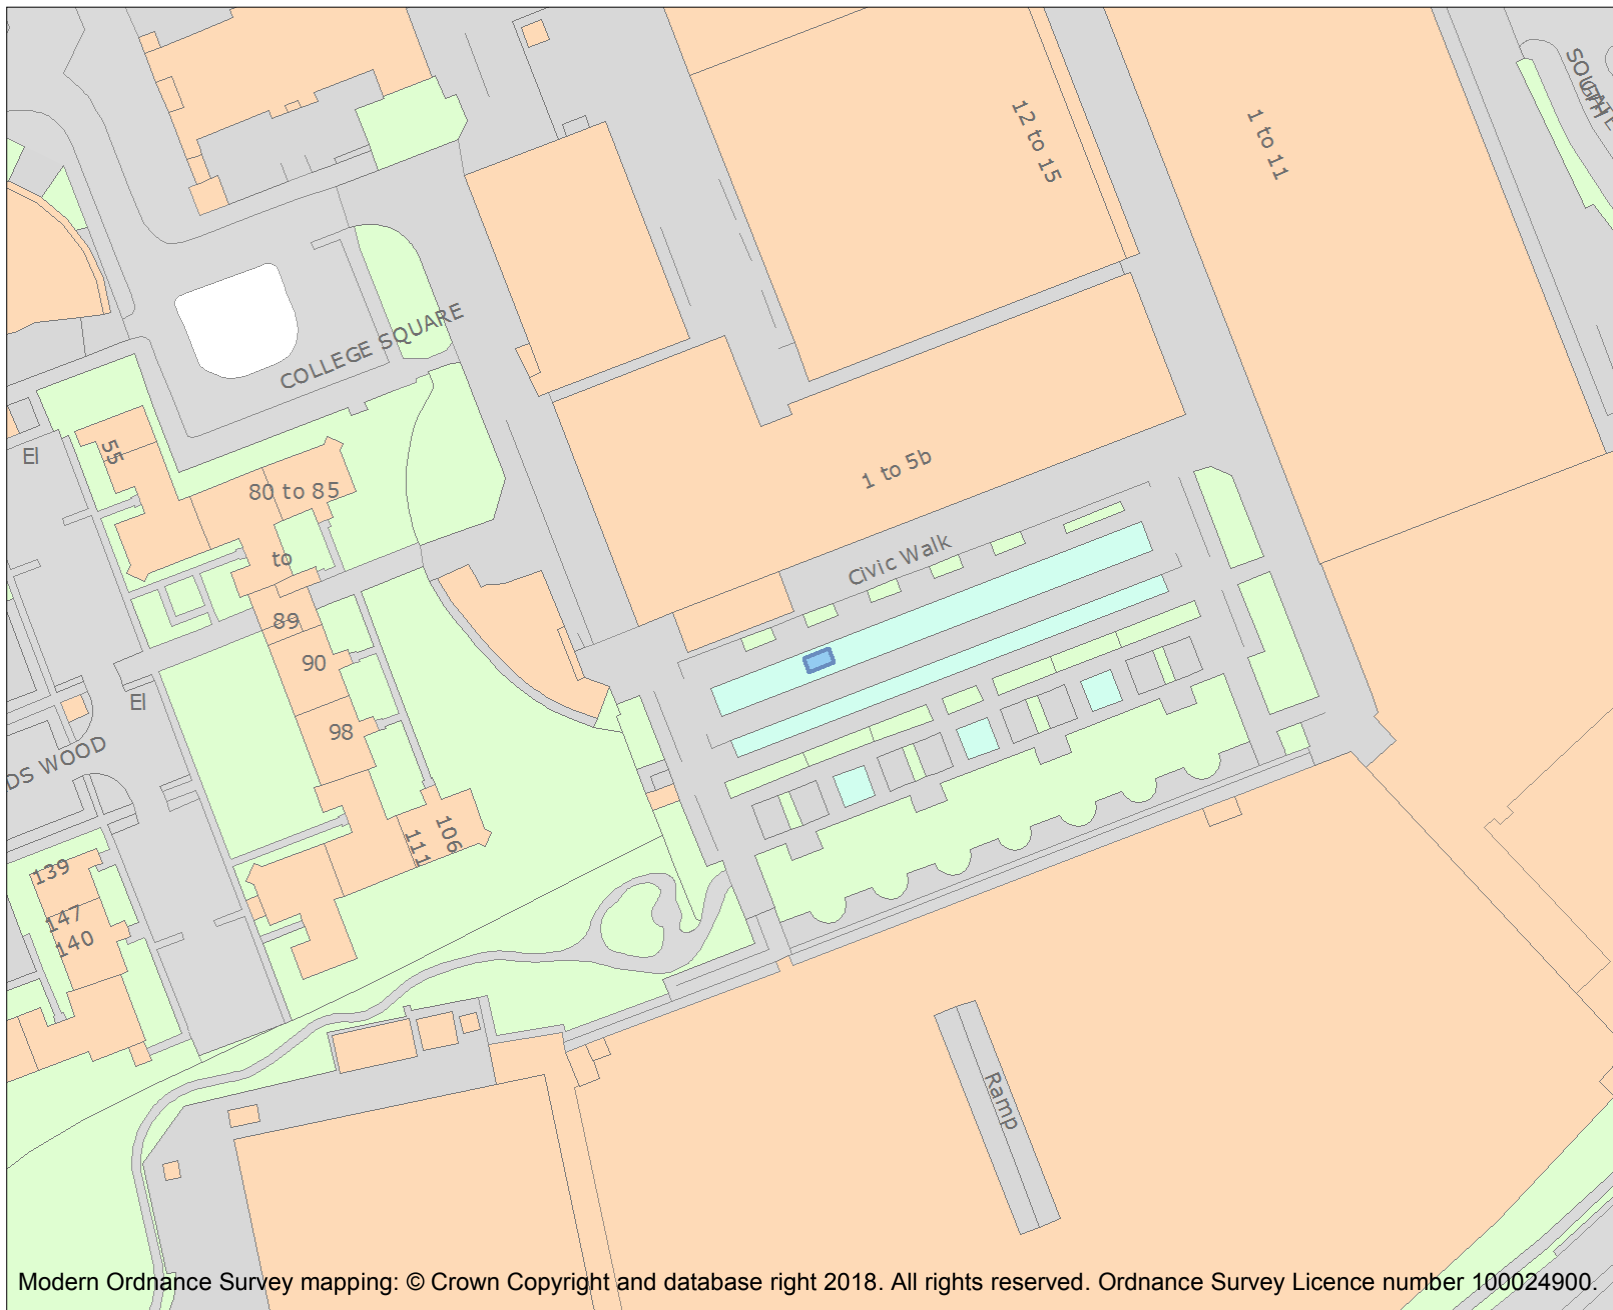 SOUTH
GATE
12 to 15
1 to 11
COLLEGE SQUARE
55
El
80 to 85
1 to 5b
to
Civic Walk
89
90
El
98
DS WOOD
106
111
139
147
140
Ramp
Modern Ordnance Survey mapping: © Crown Copyright and database right 2018. All rights reserved. Ordnance Survey Licence number 100024900.